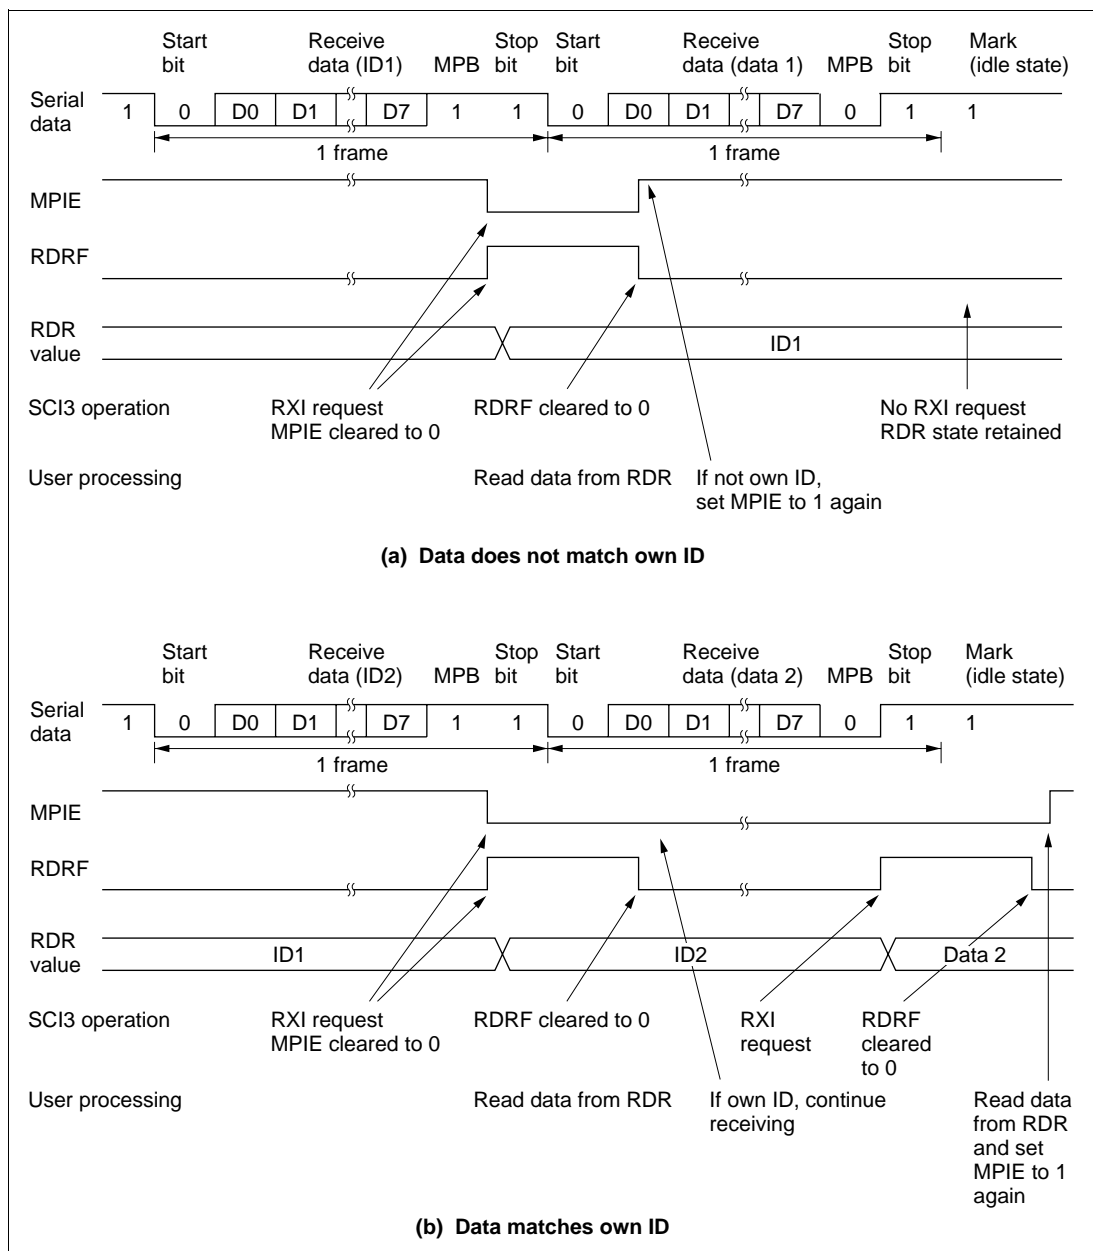 Start bit Receive data (ID1) MPB Stop bit Start bit Receive data (data 1) MPB Stop bit Mark (idle state)
Serial data 1 0 D0 D1 D7 1 1 0 D0 D1 D7 0 1 1
1 frame 1 frame
MPIE
RDRF
RDR value ID1
SCI3 operation
RXI request
MPIE cleared to 0
RDRF cleared to 0
No RXI request
RDR state retained
User processing
Read data from RDR
If not own ID,
set MPIE to 1 again
(a) Data does not match own ID
Start bit Receive data (ID2) MPB Stop bit Start bit Receive data (data 2) MPB Stop bit Mark (idle state)
Serial data 1 0 D0 D1 D7 1 1 0 D0 D1 D7 0 1 1
1 frame 1 frame
MPIE
RDRF
RDR value ID1 ID2 Data 2
SCI3 operation
RXI request
MPIE cleared to 0
RDRF cleared to 0
RXI
request
RDRF
cleared
to 0
User processing
Read data from RDR
If own ID, continue
receiving
Read data
from RDR
and set
MPIE to 1
again
(b) Data matches own ID